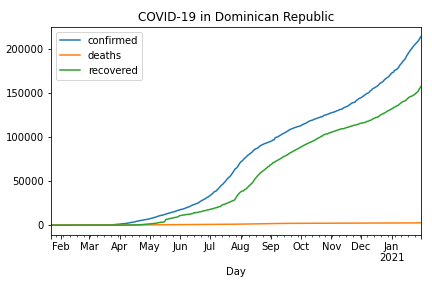 COVID-19 in Dominican Republic
confirmed
deaths
recovered
200000
150000
100000
50000
0
Feb Mar Apr May Jun Jul Aug Sep Oct Nov Dec Jan
2021
Day